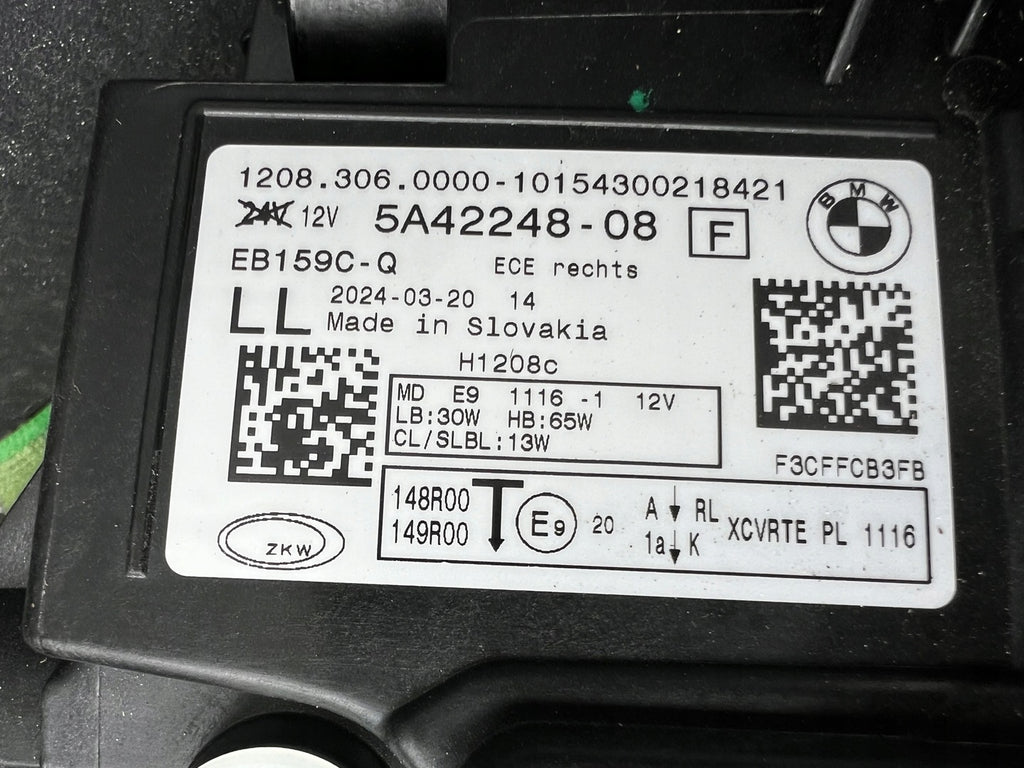 1208.306.0000-10154300218421
24V 12V 5A42248-08 F
BMW
EB159C-Q ECE rechts
LL 2024-03-20 14
Made in Slovakia
H1208c
MD E9 1116 -1 12V
LB:30W HB:65W
CL/SLBL:13W
F3CFFCB3FB
148R00
149R00
E9 20
A ↓ RL
1a ↓ K
XCVRTE PL 1116
ZKW